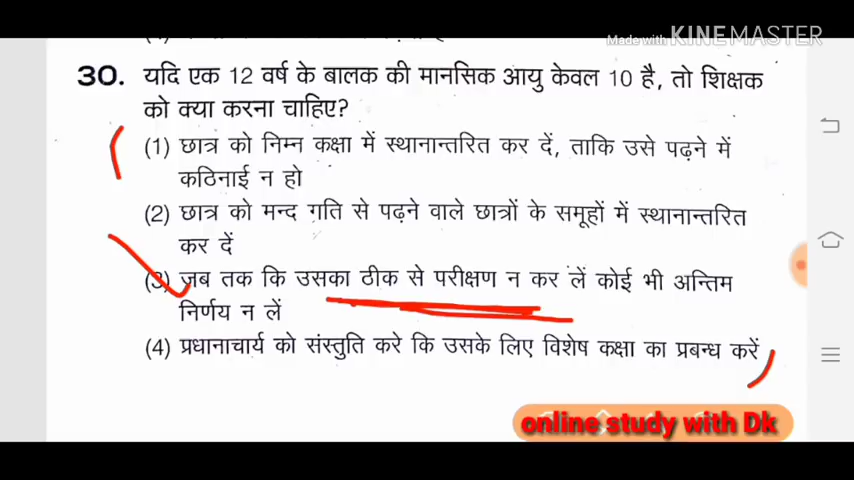 Made with KINEMASTER
30. यदि एक 12 वर्ष के बालक की मानसिक आयु केवल 10 है, तो शिक्षक
को क्या करना चाहिए?
(1) छात्र को निम्न कक्षा में स्थानान्तरित कर दें, ताकि उसे पढ़ने में
कठिनाई न हो
(2) छात्र को मन्द गति से पढ़ने वाले छात्रों के समूहों में स्थानान्तरित
कर दें
(3) जब तक कि उसका ठीक से परीक्षण न कर लें कोई भी अन्तिम
निर्णय न लें
(4) प्रधानाचार्य को संस्तुति करे कि उसके लिए विशेष कक्षा का प्रबन्ध करें
online study with Dk